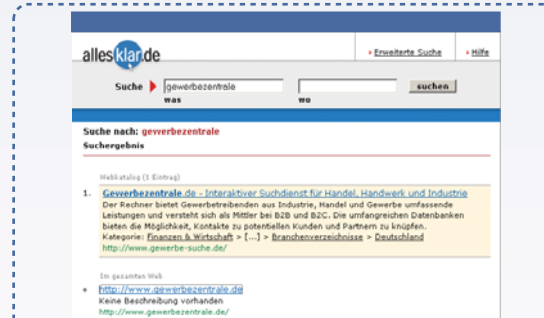 allesklar.de
Erweiterte Suche
Hilfe
Suche gewerbezentrale suchen
was wo
Suche nach: gewerbezentrale
Suchergebnis
Webkatalog (1 Eintrag)
1. Gewerbezentrale.de - Interaktiver Suchdienst für Handel, Handwerk und Industrie
Der Rechner bietet Gewerbetreibenden aus Industrie, Handel und Gewerbe umfassende
Leistungen und versteht sich als Mittler bei B2B und B2C. Die umfangreichen Datenbanken
bieten die Möglichkeit, Kontakte zu potentiellen Kunden und Partnern zu knüpfen.
Kategorie: Finanzen & Wirtschaft > [...] > Branchenverzeichnisse > Deutschland
http://www.gewerbe-suche.de/
Im gesamten Web
http://www.gewerbezentrale.de
Keine Beschreibung vorhanden
http://www.gewerbezentrale.de/